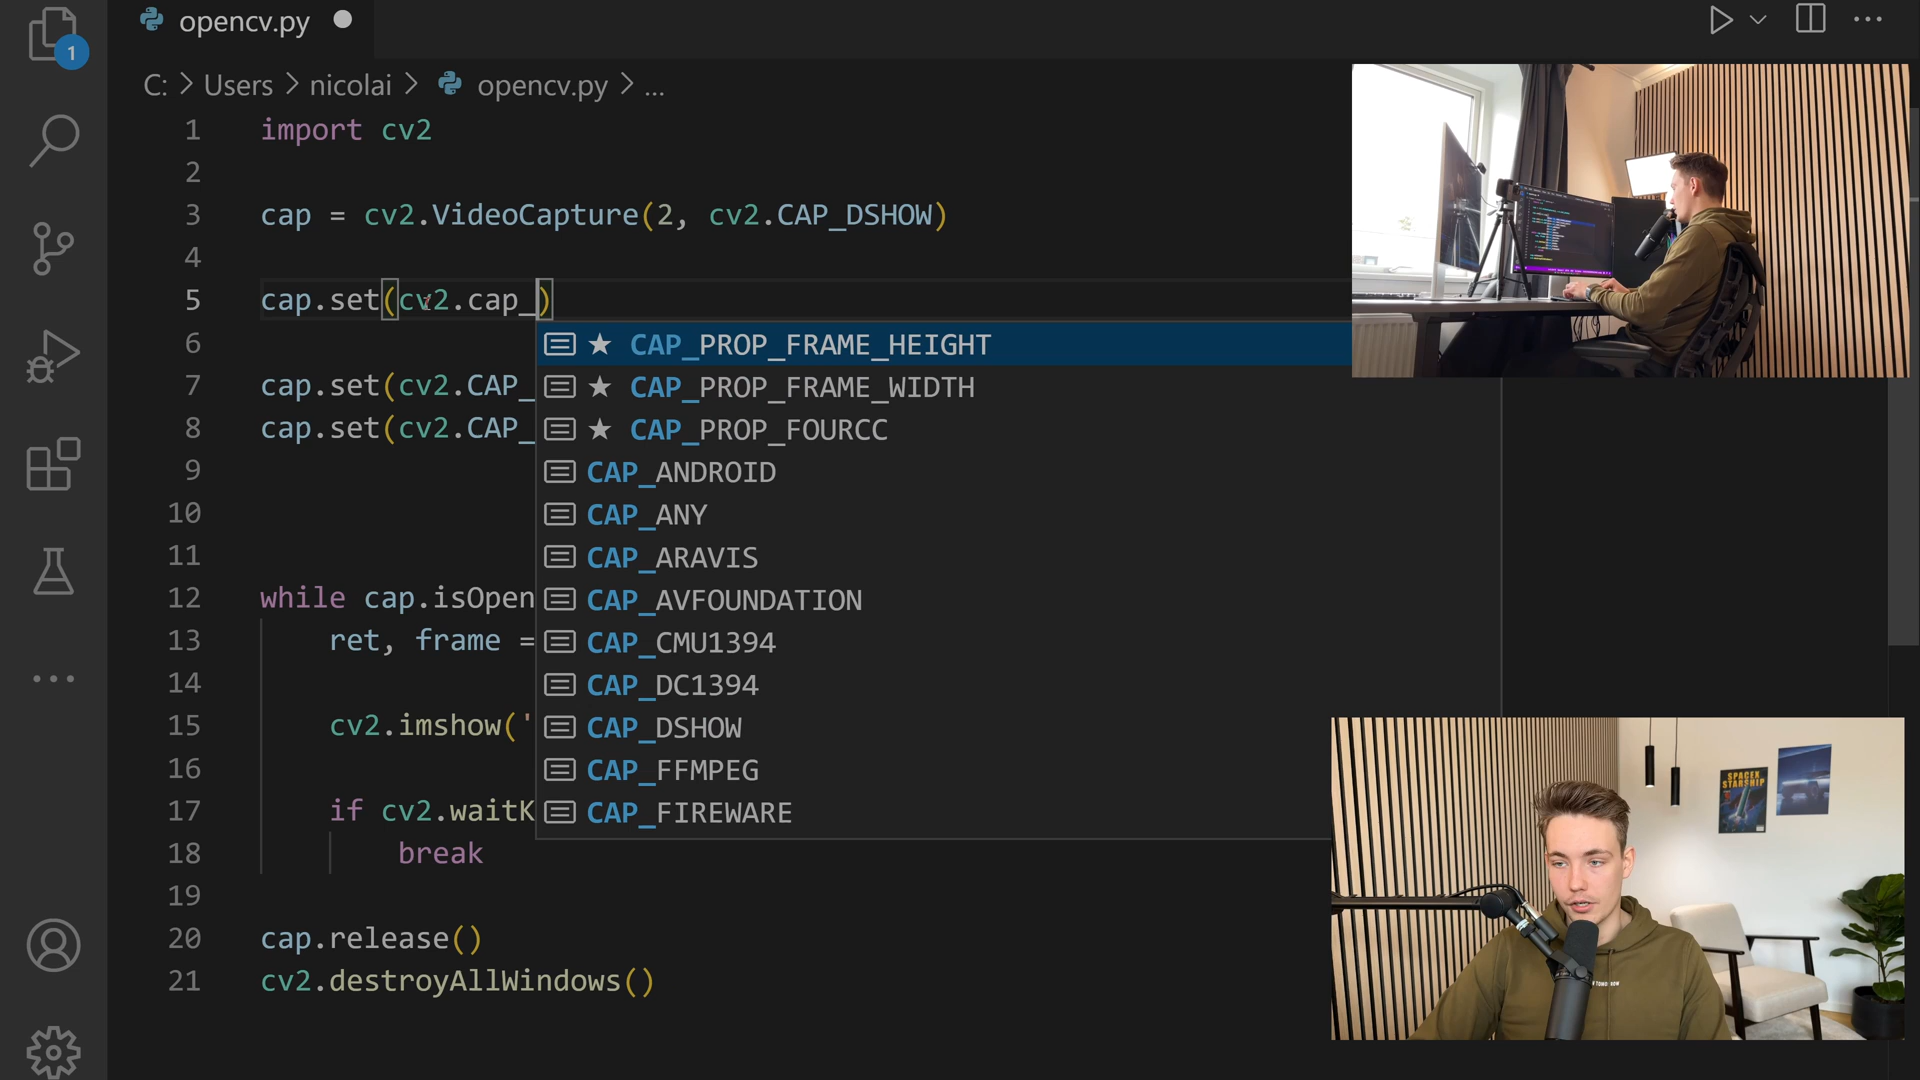 opencv.py
1
C: > Users > nicolai > opencv.py > ...
1 import cv2
2
3 cap = cv2.VideoCapture(2, cv2.CAP_DSHOW)
4
5 cap.set(cv2.cap_)
6
7 cap.set(cv2.CAP_
8 cap.set(cv2.CAP_
9
10
11
12 while cap.isOpen
13 ret, frame =
14
15 cv2.imshow('
16
17 if cv2.waitK
18 break
19
20 cap.release()
21 cv2.destroyAllWindows()
★ CAP_PROP_FRAME_HEIGHT
★ CAP_PROP_FRAME_WIDTH
★ CAP_PROP_FOURCC
CAP_ANDROID
CAP_ANY
CAP_ARAVIS
CAP_AVFOUNDATION
CAP_CMU1394
CAP_DC1394
CAP_DSHOW
CAP_FFMPEG
CAP_FIREWARE
SPACEX
STARSHIP